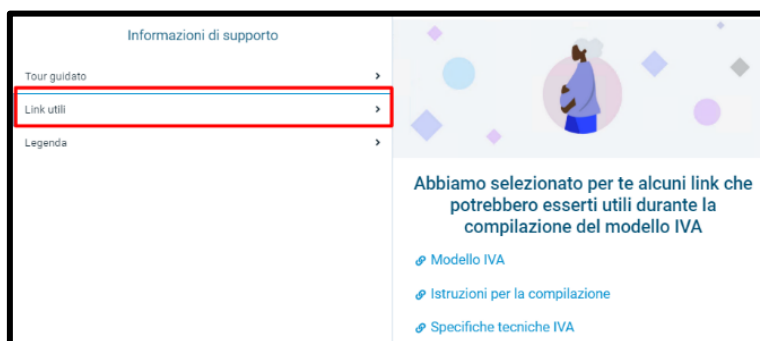 Informazioni di supporto
Tour guidato
Link utili
Legenda
Abbiamo selezionato per te alcuni link che
potrebbero esserti utili durante la
compilazione del modello IVA
Modello IVA
Istruzioni per la compilazione
Specifiche tecniche IVA